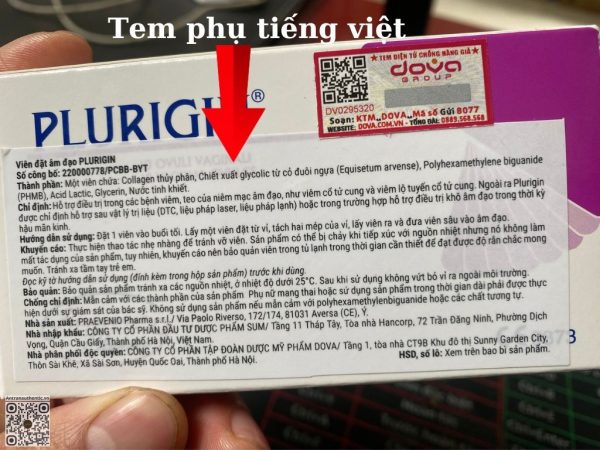 Tem phụ tiếng việt
★ TEM ĐIỆN TỬ CHỐNG HÀNG GIẢ ★
dova
GROUP
DV0295320
Soạn: KTM_DOVA_Mã số Gửi 8077
WEBSITE: DOVA.COM.VN - TỔNG ĐÀI: 0889.568.568
PLURIGIN®
Viên đặt âm đạo PLURIGIN
Số công bố: 220000778/PCBB-BYT
Thành phần: Một viên chứa: Collagen thủy phân, Chiết xuất glycolic từ cỏ đuôi ngựa (Equisetum arvense), Polyhexamethylene biguanide
(PHMB), Acid Lactic, Glycerin, Nước tinh khiết.
Chỉ định: Hỗ trợ điều trị trong các bệnh viêm, teo của niêm mạc âm đạo, như viêm cổ tử cung và viêm lộ tuyến cổ tử cung. Ngoài ra Plurigin
được chỉ định hỗ trợ sau vật lý trị liệu (DTC, liệu pháp laser, liệu pháp lạnh) hoặc trong trường hợp hỗ trợ điều trị khô âm đạo trong thời kỳ
hậu mãn kinh.
Hướng dẫn sử dụng: Đặt 1 viên vào buổi tối. Lấy một viên đặt từ vỉ, tách hai mép của vỉ, lấy viên ra và đưa viên sâu vào âm đạo.
Khuyến cáo: Thực hiện thao tác nhẹ nhàng để tránh vỡ viên. Sản phẩm có thể bị chảy khi tiếp xúc với nguồn nhiệt nhưng nó không làm
mất tác dụng của sản phẩm, tuy nhiên, khuyến cáo nên bảo quản viên trong tủ lạnh trong thời gian cần thiết để đạt được độ rắn chắc mong
muốn. Tránh xa tầm tay trẻ em.
Đọc kỹ tờ hướng dẫn sử dụng (đính kèm trong hộp sản phẩm) trước khi dùng.
Bảo quản: Bảo quản sản phẩm tránh xa các nguồn nhiệt, ở nhiệt độ dưới 25°C. Sau khi sử dụng không vứt bỏ vỉ ra ngoài môi trường.
Chống chỉ định: Mẫn cảm với các thành phần của sản phẩm. Phụ nữ mang thai hoặc sử dụng sản phẩm trong thời gian dài phải được thực
hiện dưới sự giám sát của bác sỹ. Không sử dụng sản phẩm nếu mẫn cảm với polyhexamethylenbiguanide hoặc các chất tương tự.
Nhà sản xuất: PRAEVENIO Pharma s.r.l./ Via Paolo Riverso, 172/174, 81031 Aversa (CE), Ý.
Nhà nhập khẩu: CÔNG TY CỔ PHẦN ĐẦU TƯ DƯỢC PHẨM SUM/ Tầng 11 Tháp Tây, Tòa nhà Hancorp, 72 Trần Đăng Ninh, Phường Dịch
Vọng, Quận Cầu Giấy, Thành phố Hà Nội, Việt Nam.
Nhà phân phối độc quyền: CÔNG TY CỔ PHẦN TẬP ĐOÀN DƯỢC MỸ PHẨM DOVA/ Tầng 1, tòa nhà CT9B Khu đô thị Sunny Garden City,
Thôn Sài Khê, Xã Sài Sơn, Huyện Quốc Oai, Thành phố Hà Nội.
HSD, số lô: Xem trên bao bì sản phẩm.